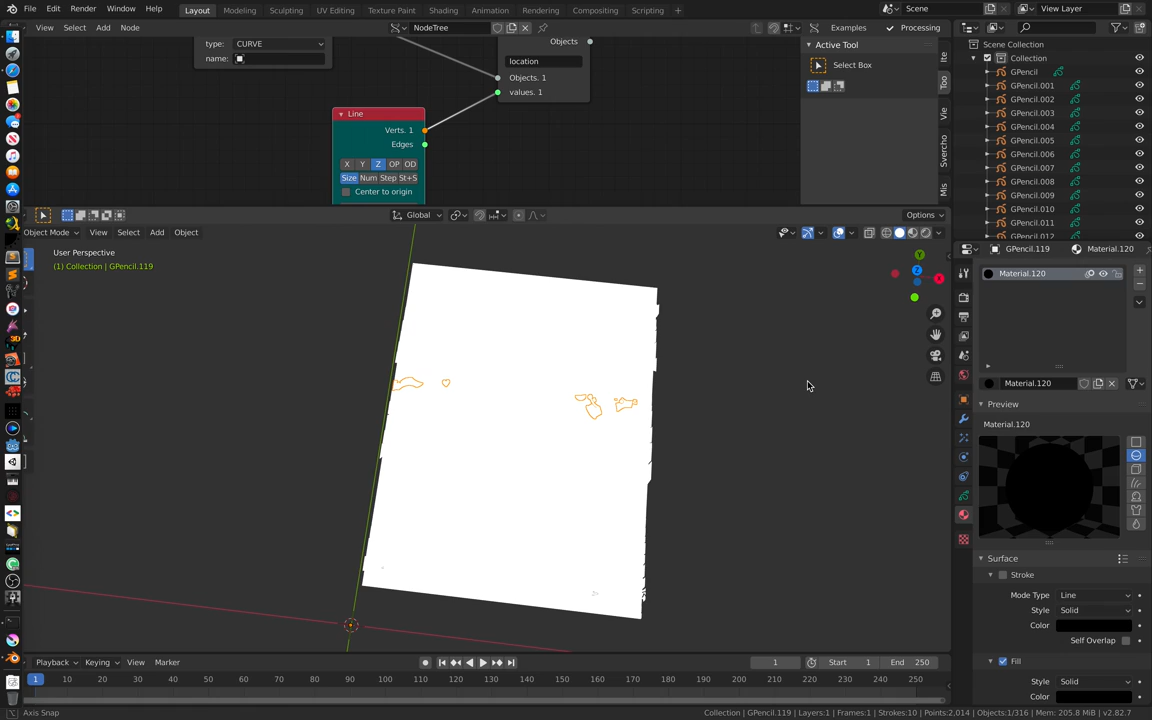 File Edit Render Window Help Layout Modeling Sculpting UV Editing Texture Paint Shading Animation Rendering Compositing Scripting + Scene View Layer
View Select Add Node NodeTree Examples Processing
type: CURVE
name:
Objects
location
Objects. 1
values. 1
Line
Verts. 1
Edges
X Y Z OP OD
Size Num Step St+S
Center to origin
Active Tool
Select Box
Ite
Too
Vie
Svercho
Mis
Scene Collection
Collection
GPencil
GPencil.001
GPencil.002
GPencil.003
GPencil.004
GPencil.005
GPencil.006
GPencil.007
GPencil.008
GPencil.009
GPencil.010
GPencil.011
GPencil.012
Global Options
Object Mode View Select Add Object
User Perspective
(1) Collection | GPencil.119
Y
Z
X
GPencil.119 Material.120
Material.120
Material.120
Preview
Material.120
Surface
Stroke
Mode Type Line
Style Solid
Color
Self Overlap
Fill
Style Solid
Color
Playback Keying View Marker 1 Start 1 End 250
1 10 20 30 40 50 60 70 80 90 100 110 120 130 140 150 160 170 180 190 200 210 220 230 240 250
Axis Snap Collection | GPencil.119 | Layers:1 | Frames:1 | Strokes:10 | Points:2,014 | Objects:1/316 | Mem: 205.8 MiB | v2.82.7